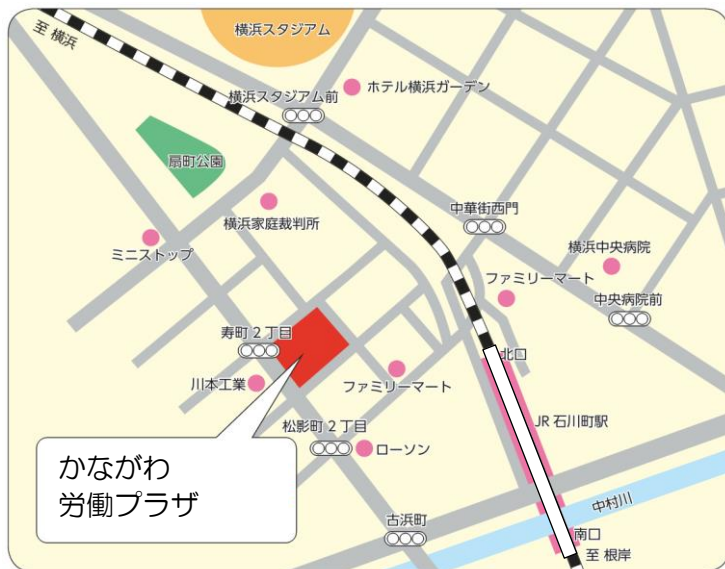 横浜スタジアム
至 横浜
ホテル横浜ガーデン
横浜スタジアム前
扇町公園
中華街西門
横浜家庭裁判所
横浜中央病院
ミニストップ
ファミリーマート
中央病院前
寿町2丁目
北口
川本工業
ファミリーマート
JR 石川町駅
松影町2丁目
ローソン
かながわ
労働プラザ
中村川
古浜町
南口
至 根岸